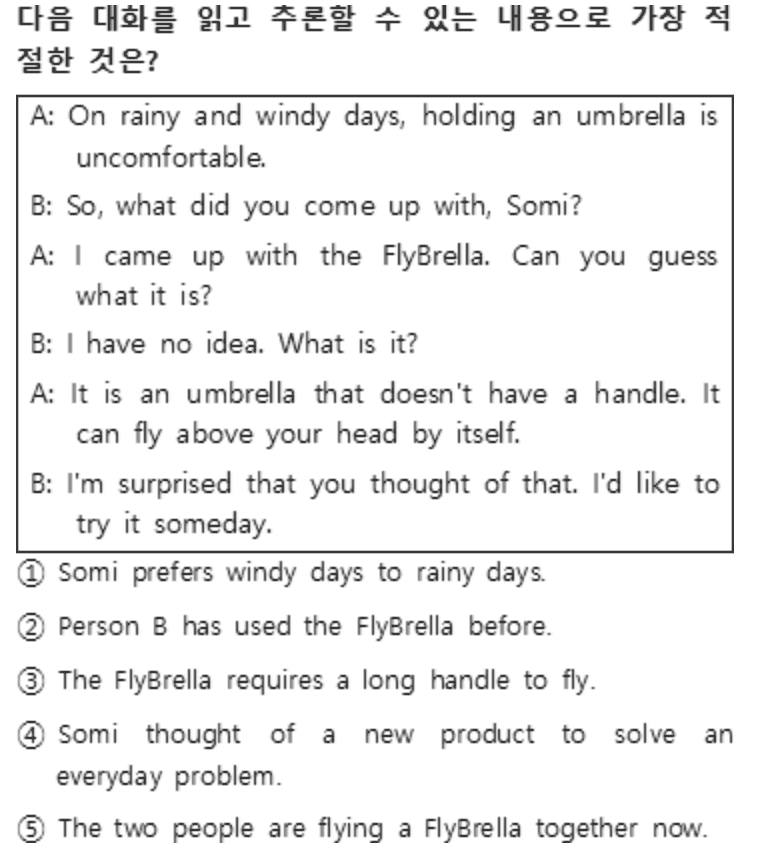 다음 대화를 읽고 추론할 수 있는 내용으로 가장 적
절한 것은?
A: On rainy and windy days, holding an umbrella is
uncomfortable.
B: So, what did you come up with, Somi?
A: I came up with the FlyBrella. Can you guess
what it is?
B: I have no idea. What is it?
A: It is an umbrella that doesn't have a handle. It
can fly above your head by itself.
B: I'm surprised that you thought of that. I'd like to
try it someday.
① Somi prefers windy days to rainy days.
② Person B has used the FlyBrella before.
③ The FlyBrella requires a long handle to fly.
④ Somi thought of a new product to solve an
everyday problem.
⑤ The two people are flying a FlyBrella together now.